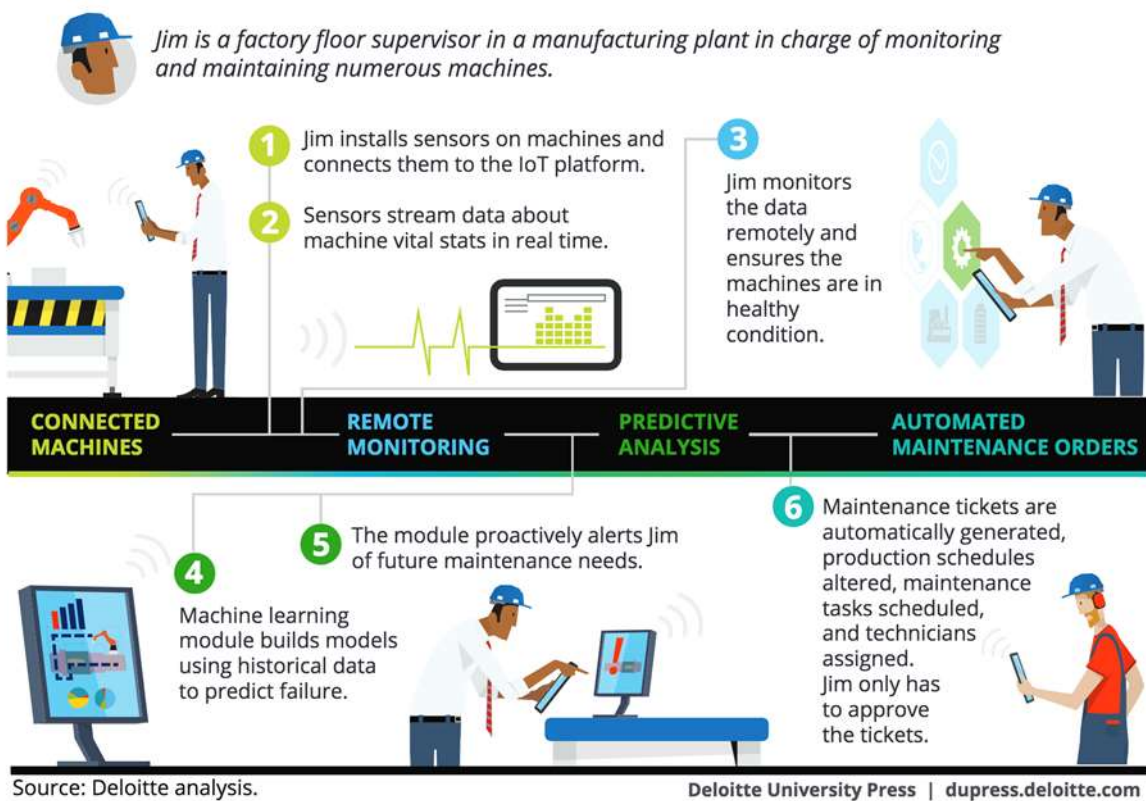 Jim is a factory floor supervisor in a manufacturing plant in charge of monitoring
and maintaining numerous machines.
1
Jim installs sensors on machines and
connects them to the IoT platform.
2
Sensors stream data about
machine vital stats in real time.
3
Jim monitors
the data
remotely and
ensures the
machines are in
healthy
condition.
CONNECTED
MACHINES
REMOTE
MONITORING
PREDICTIVE
ANALYSIS
AUTOMATED
MAINTENANCE ORDERS
4
Machine learning
module builds models
using historical data
to predict failure.
5
The module proactively alerts Jim
of future maintenance needs.
6
Maintenance tickets are
automatically generated,
production schedules
altered, maintenance
tasks scheduled,
and technicians
assigned.
Jim only has
to approve
the tickets.
Source: Deloitte analysis.
Deloitte University Press | dupress.deloitte.com